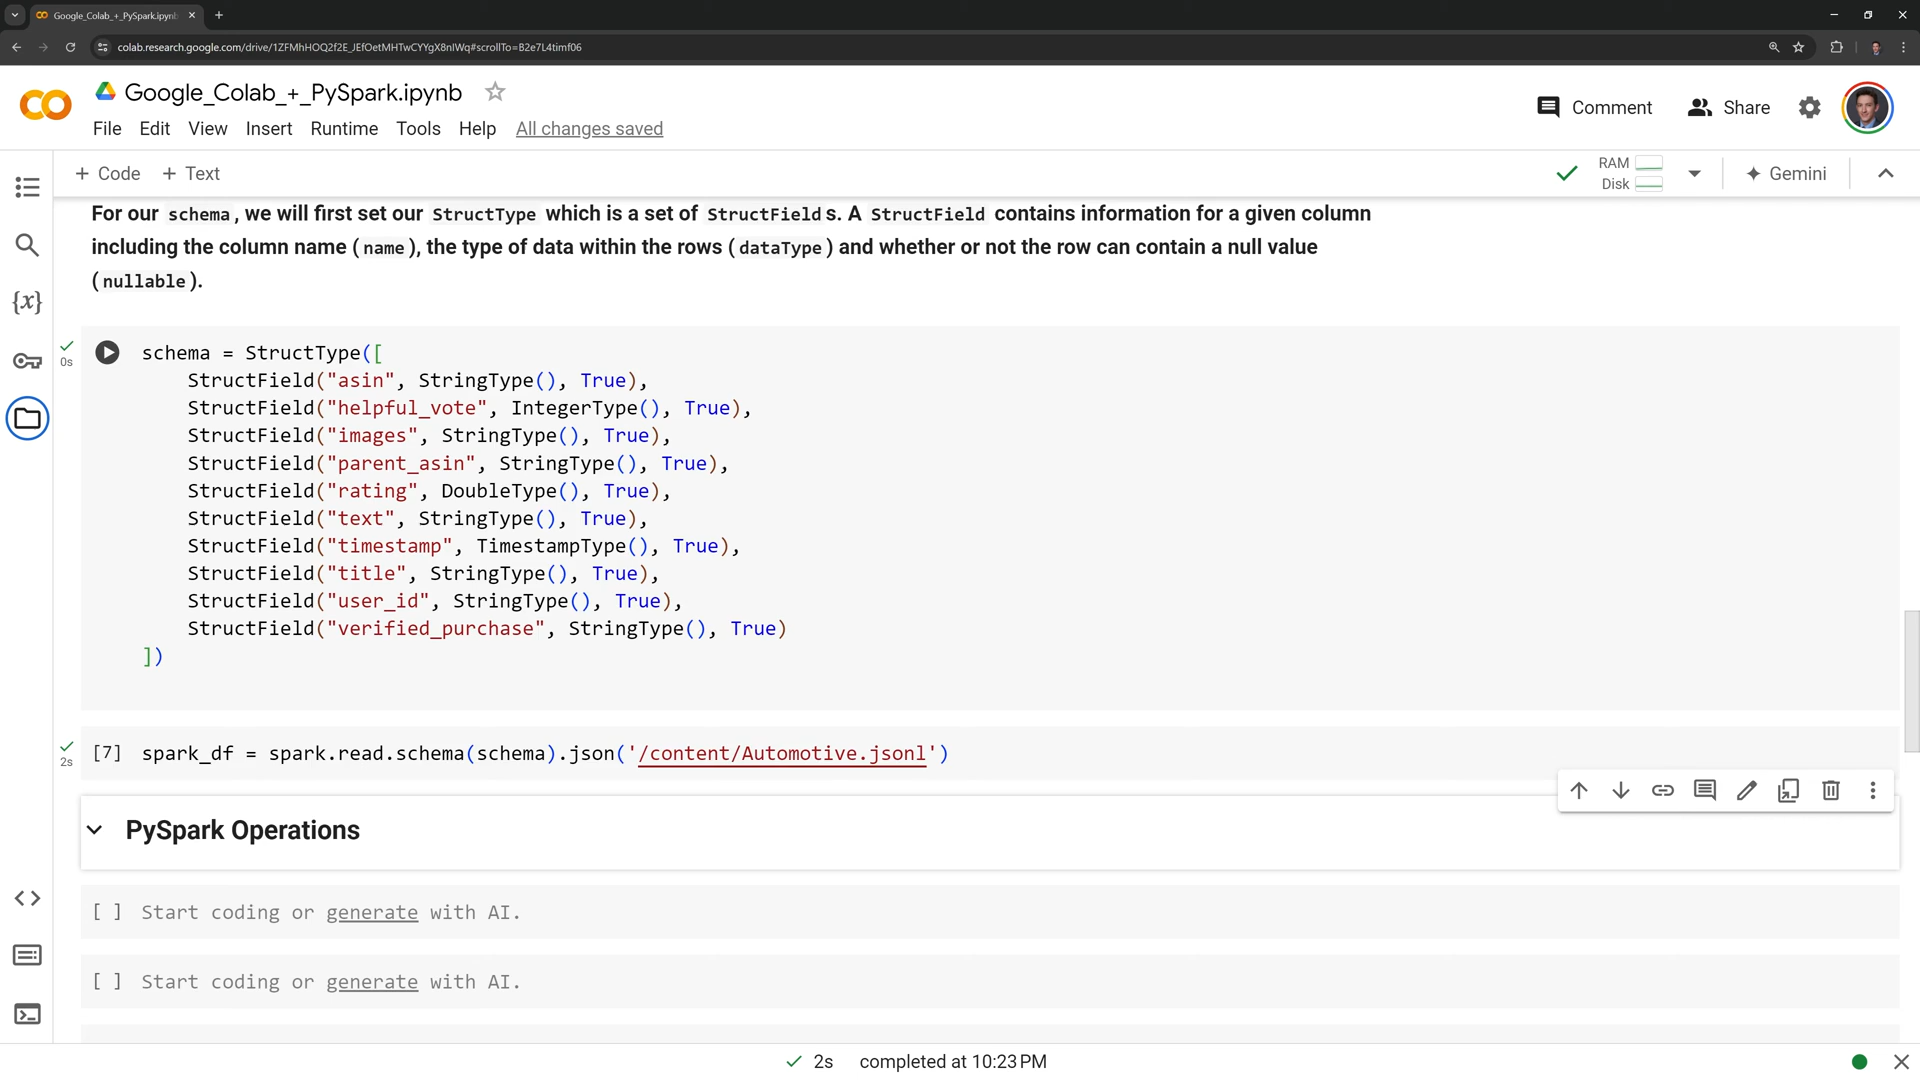 Google_Colab_+_PySpark.ipynb
colab.research.google.com/drive/1ZFMhHOQ2f2E_JEfOetMHTwCYYgX8nIWq#scrollTo=B2e7L4timf06
Google_Colab_+_PySpark.ipynb
Comment
Share
File Edit View Insert Runtime Tools Help All changes saved
+ Code + Text
RAM
Disk
Gemini
For our schema, we will first set our StructType which is a set of StructField s. A StructField contains information for a given column
including the column name (name), the type of data within the rows (dataType) and whether or not the row can contain a null value
(nullable).
{x}
0s
schema = StructType([
StructField("asin", StringType(), True),
StructField("helpful_vote", IntegerType(), True),
StructField("images", StringType(), True),
StructField("parent_asin", StringType(), True),
StructField("rating", DoubleType(), True),
StructField("text", StringType(), True),
StructField("timestamp", TimestampType(), True),
StructField("title", StringType(), True),
StructField("user_id", StringType(), True),
StructField("verified_purchase", StringType(), True)
])
2s
[7] spark_df = spark.read.schema(schema).json('/content/Automotive.jsonl')
PySpark Operations
[ ] Start coding or generate with AI.
[ ] Start coding or generate with AI.
2s completed at 10:23 PM